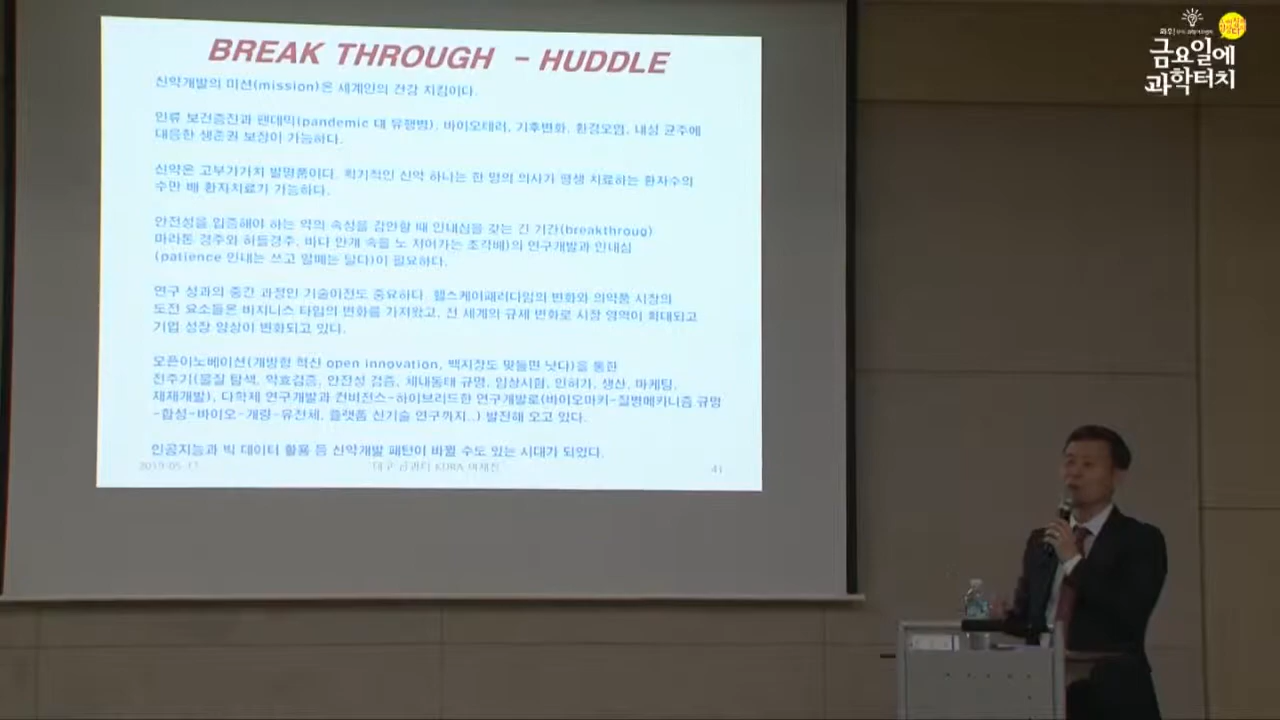 금요일에
과학터치
BREAK THROUGH - HUDDLE
신약개발의 미션(mission)은 세계인의 건강 지킴이다.
인류 보건증진과 팬데믹(pandemic 대 유행병), 바이오테러, 기후변화, 환경오염, 내성 균주에
대응한 생존권 보장이 가능하다.
신약은 고부가가치 발명품이다. 획기적인 신약 하나는 한 명의 의사가 평생 치료하는 환자수의
수만 배 환자치료가 가능하다.
안전성을 입증해야 하는 약의 속성을 감안할 때 인내심을 갖는 긴 기간(breakthroug)
마라톤 경주와 허들경주, 바다 안개 속을 노 저어가는 조각배)의 연구개발과 인내심
(patience 인내는 쓰고 열매는 달다)이 필요하다.
연구 성과의 중간 과정인 기술이전도 중요하다. 헬스케어패러다임의 변화와 의약품 시장의
도전 요소들은 비지니스 타임의 변화를 가져왔고, 전 세계의 규제 변화로 시장 영역이 확대되고
기업 성장 양상이 변화되고 있다.
오픈이노베이션(개방형 혁신 open innovation, 백지장도 맞들면 낫다)을 통한
전주기(물질 탐색, 약효검증, 안전성 검증, 체내동태 규명, 임상시험, 인허가, 생산, 마케팅,
재제개발), 다학제 연구개발과 컨버전스-하이브리드한 연구개발로(바이오마커-질병메커니즘 규명
-합성-바이오-개량-유전체, 플랫폼 신기술 연구까지..) 발전해 오고 있다.
인공지능과 빅 데이터 활용 등 신약개발 패턴이 바뀔 수도 있는 시대가 되었다.
2019-05-17
대구 금과터 KDRA 여재천
41